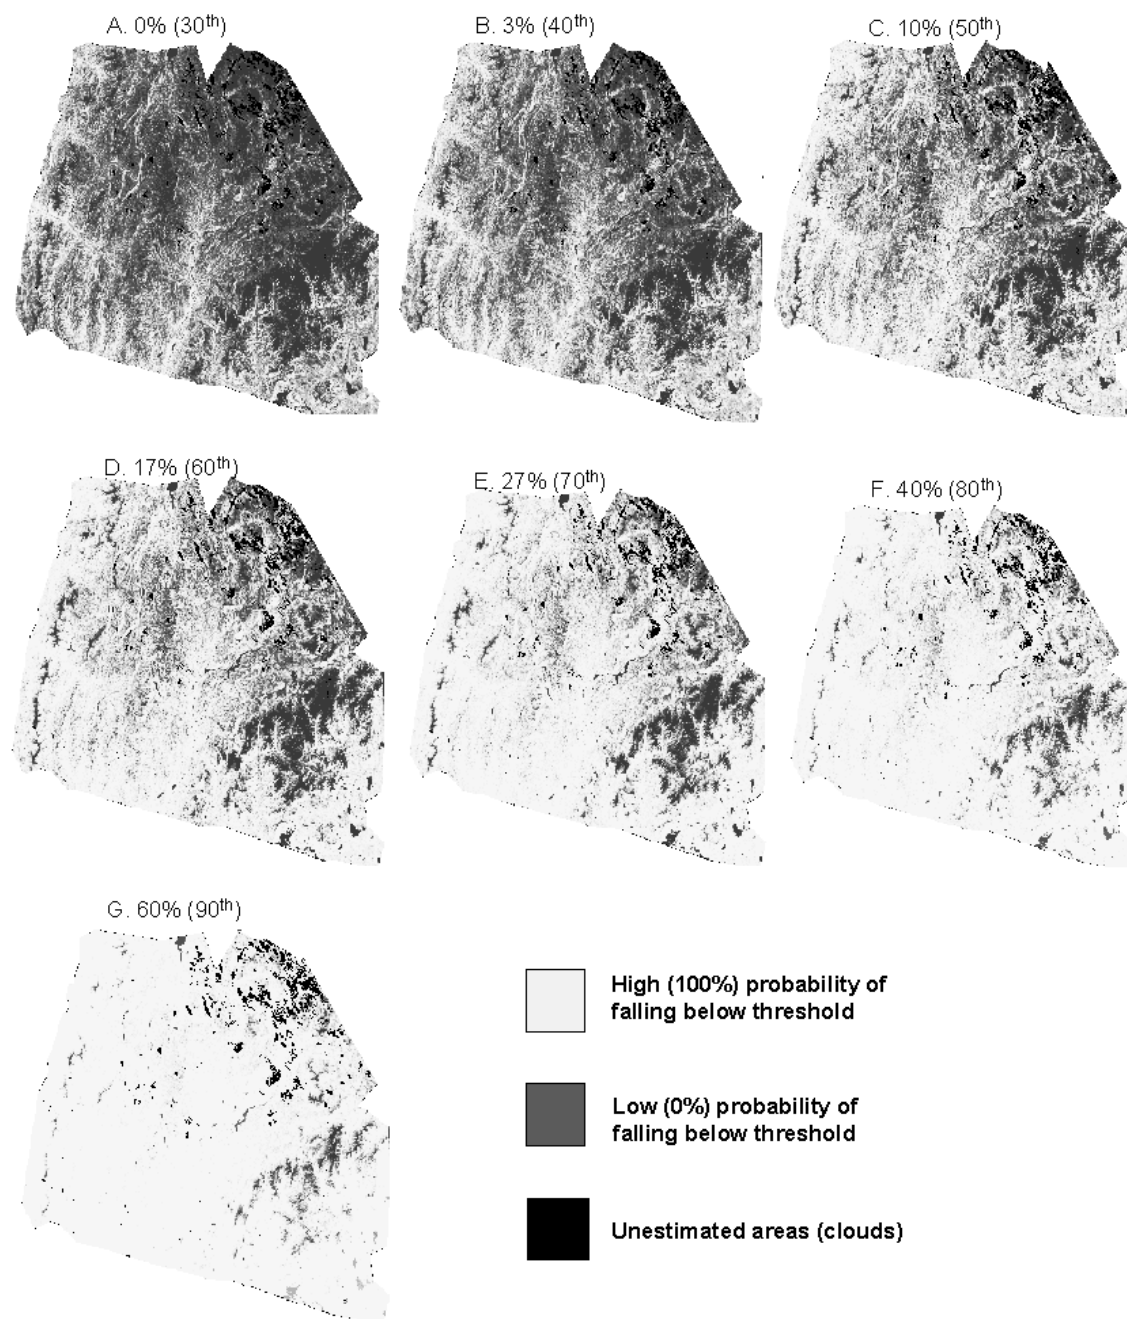 A. 0% (30th)
B. 3% (40th)
C. 10% (50th)
D. 17% (60th)
E. 27% (70th)
F. 40% (80th)
G. 60% (90th)
High (100%) probability of
falling below threshold
Low (0%) probability of
falling below threshold
Unestimated areas (clouds)